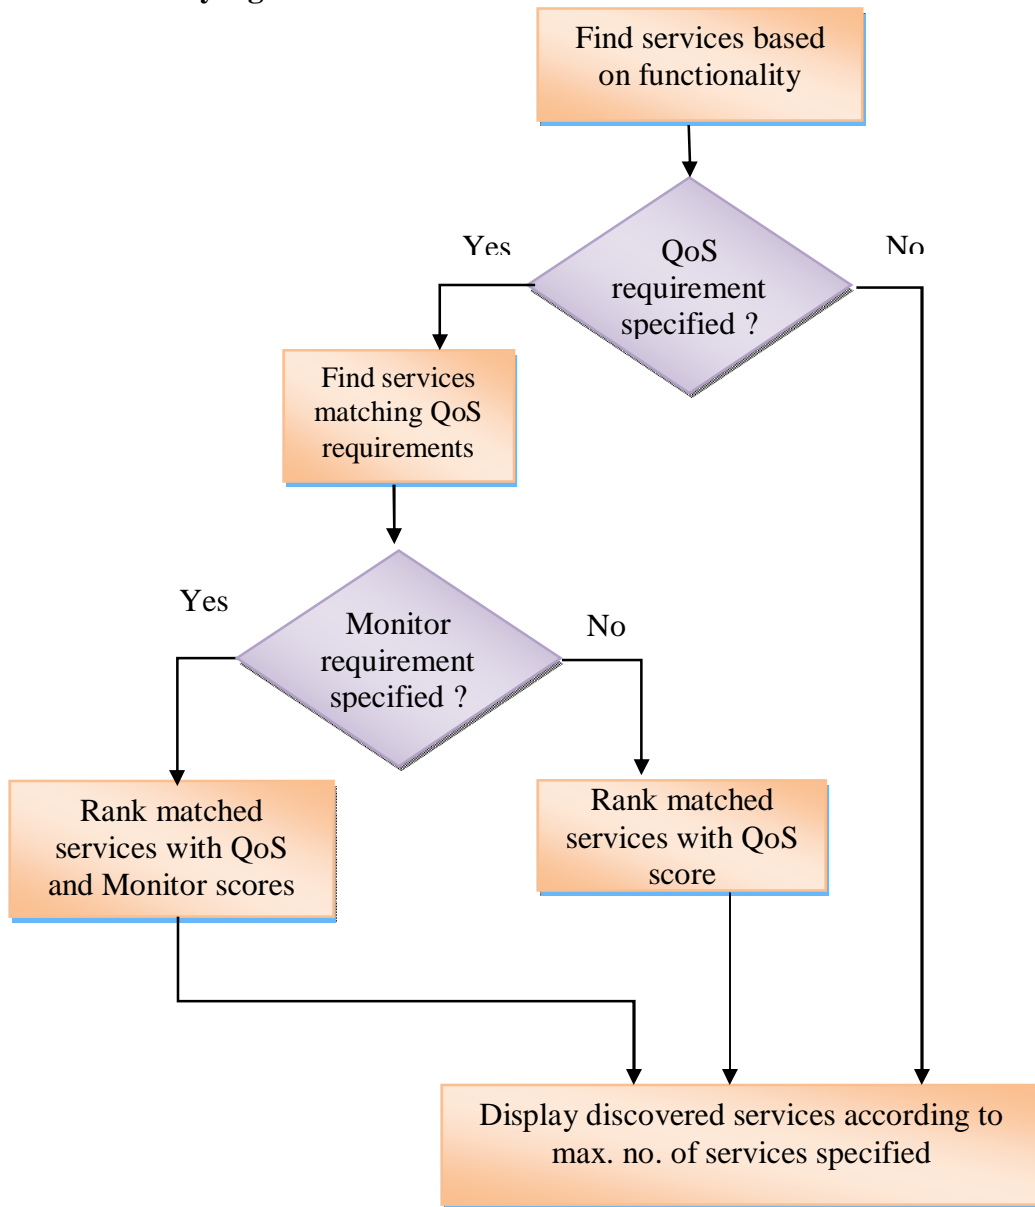 Find services based
on functionality
Yes
No
QoS
requirement
specified ?
Find services
matching QoS
requirements
Yes
No
Monitor
requirement
specified ?
Rank matched
services with QoS
and Monitor scores
Rank matched
services with QoS
score
Display discovered services according to
max. no. of services specified